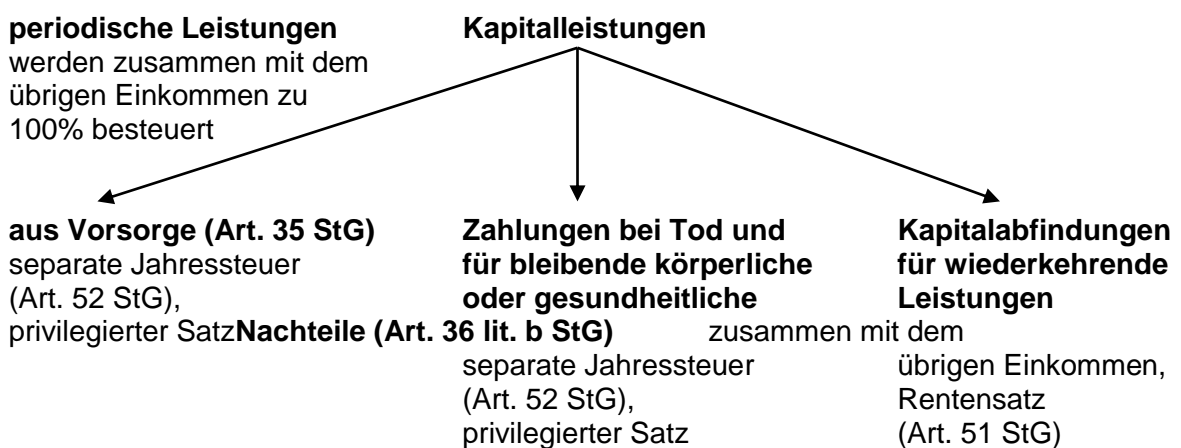 periodische Leistungen
werden zusammen mit dem
übrigen Einkommen zu
100% besteuert
Kapitalleistungen
aus Vorsorge (Art. 35 StG)
separate Jahressteuer
(Art. 52 StG),
privilegierter Satz
Zahlungen bei Tod und
für bleibende körperliche
oder gesundheitliche
Nachteile (Art. 36 lit. b StG)
separate Jahressteuer
(Art. 52 StG),
privilegierter Satz
Kapitalabfindungen
für wiederkehrende
Leistungen
zusammen mit dem
übrigen Einkommen,
Rentensatz
(Art. 51 StG)